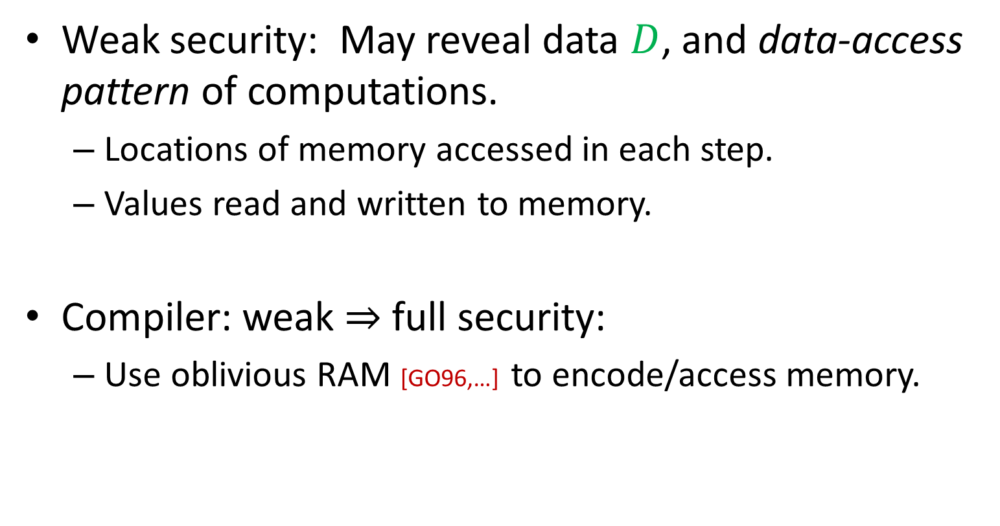 • Weak security: May reveal data D, and data-access
pattern of computations.
– Locations of memory accessed in each step.
– Values read and written to memory.
• Compiler: weak ⇒ full security:
– Use oblivious RAM [GO96,...] to encode/access memory.